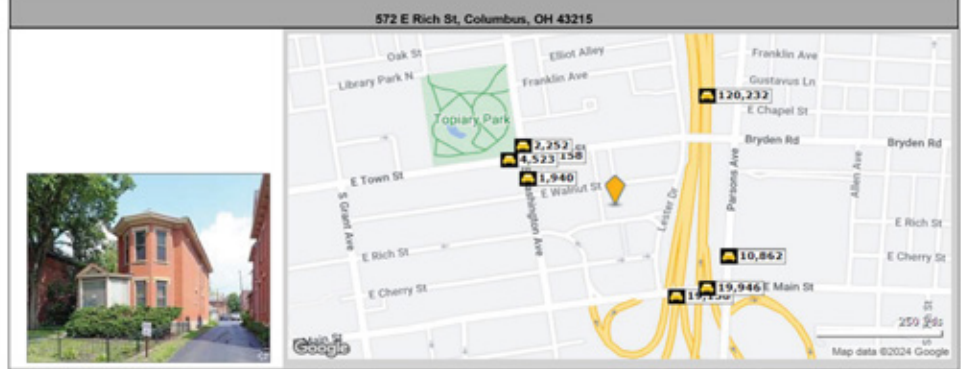 572 E Rich St, Columbus, OH 43215
Oak St
Elliot Alley
Franklin Ave
Library Park N
Franklin Ave
Gustavus Ln
120,232
E Chapel St
Topiary Park
Bryden Rd
Bryden Rd
2,252
4,523
158
E Town St
1,940
E Walnut St
S Grant Ave
Washington Ave
Lester Dr
Parsons Ave
Allen Ave
E Rich St
E Rich St
10,862
E Cherry St
E Cherry St
19,946
E Main St
Main St
250 yds
Google
Map data ©2024 Google